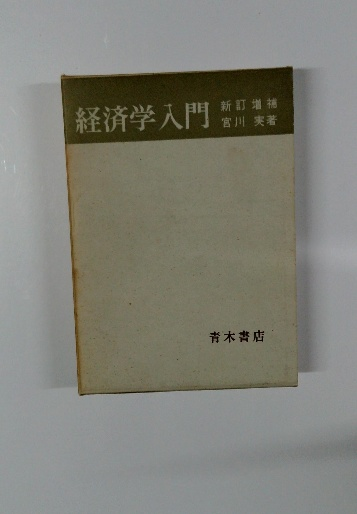 経済学入門
新訂増補
宮川実著
青木書店